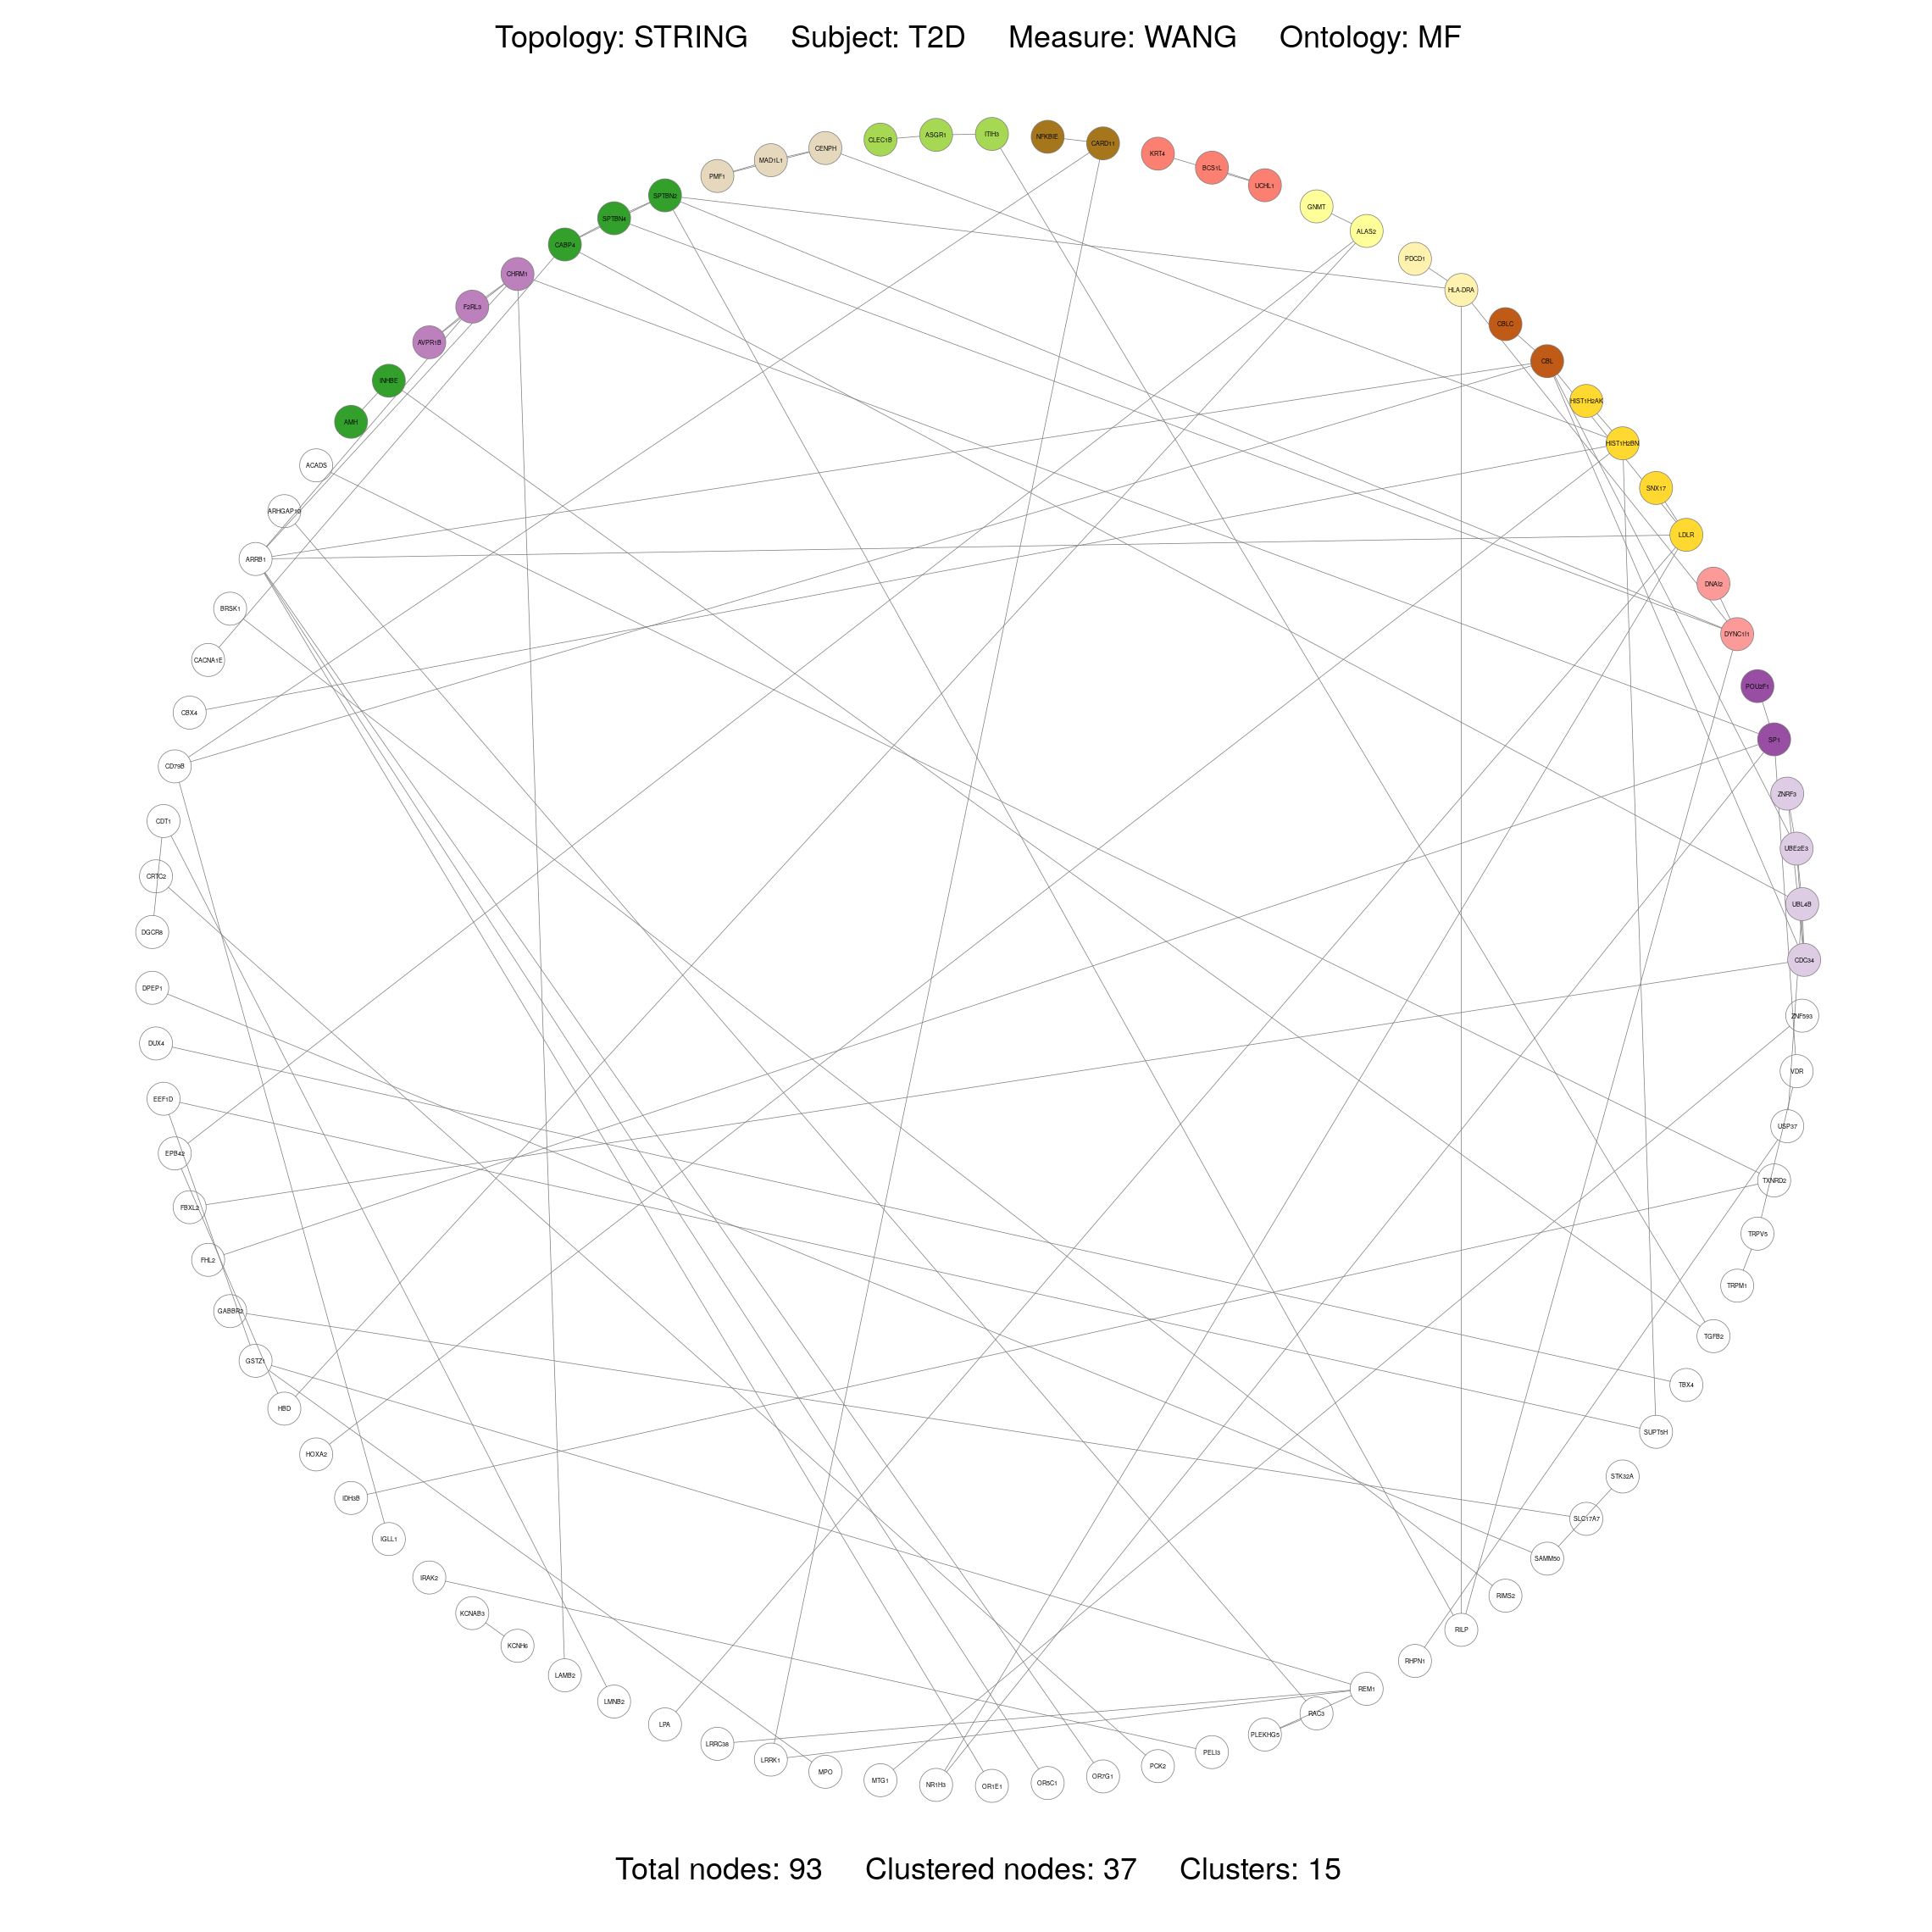 Topology: STRING Subject: T2D Measure: WANG Ontology: MF
CLEC1B
ASGR1
ITIH3
NFKBIE
CARD11
KRT4
BCS1L
UCHL1
GNMT
ALAS2
PDCD1
HLA-DRA
CBLC
CBL
HIST1H2AK
HIST1H2BN
SNX17
LDLR
DNAI2
DYNC1I1
POU2F1
SP1
ZNRF3
UBE2E3
UBL4B
CDC34
ZNF593
VDR
USP37
TXNRD2
TRPV5
TRPM1
TGFB2
TBX4
SUPT5H
STK32A
SLC17A7
SAMM50
RIMS2
RILP
RHPN1
REM1
RAC3
PLEKHG5
PELI3
PCK2
OR7G1
OR5C1
OR1E1
NR1H3
MTG1
MPO
LRRK1
LRRC38
LPA
LMNB2
LAMB2
KCNH6
KCNAB3
IRAK2
IGLL1
IDH3B
HOXA2
HBD
GSTZ1
GABBR2
FHL2
FBXL2
EPB42
EEF1D
DUX4
DPEP1
DGCR8
CRTC2
CDT1
CD79B
CBX4
CACNA1E
BRSK1
ARRB1
ARHGAP10
ACADS
AMH
INHBE
AVPR1B
F2RL3
CHRM1
CABP4
SPTBN4
SPTBN2
PMF1
MAD1L1
CENPH
Total nodes: 93 Clustered nodes: 37 Clusters: 15